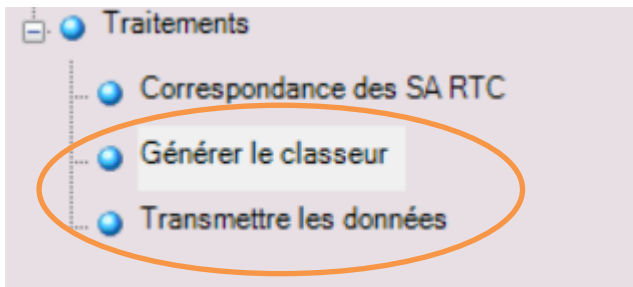 Traitements
Correspondance des SA RTC
Générer le classeur
Transmettre les données